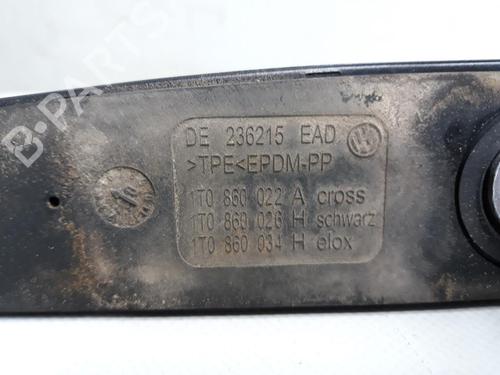 DE 236215 EAD
>TPE<EPDM-PP
1T0 860 022 A cross
1T0 860 026 H schwarz
1T0 860 034 H elox
B-PARTS